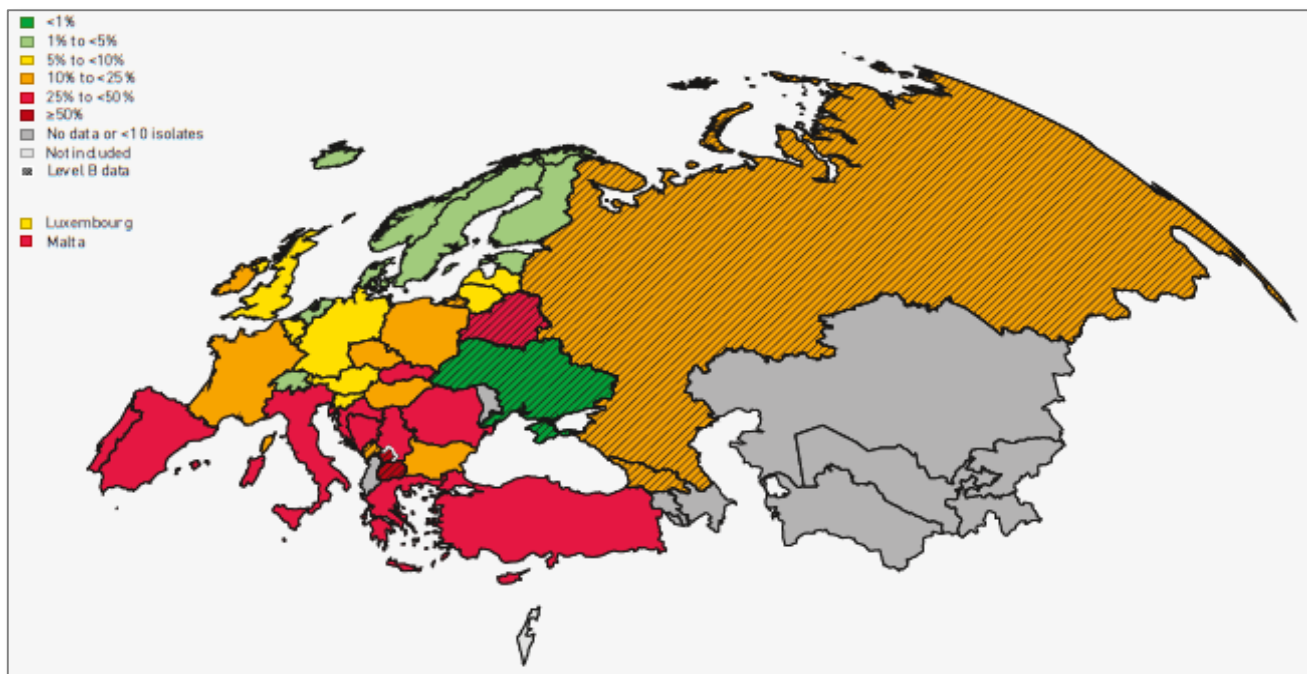 <1%
1% to <5%
5% to <10%
10% to <25%
25% to <50%
≥50%
No data or <10 isolates
Not included
Level B data
Luxembourg
Malta